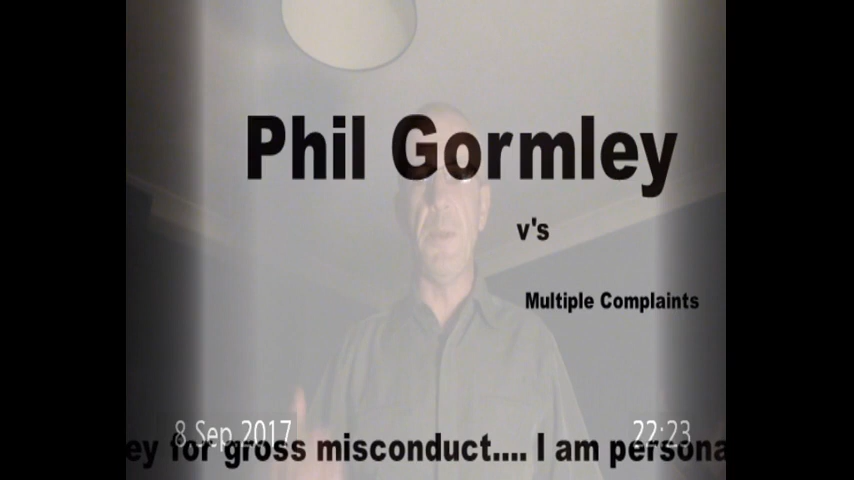 Phil Gormley
v's
Multiple Complaints
8 Sep 2017 22:23
ey for gross misconduct.... I am persona